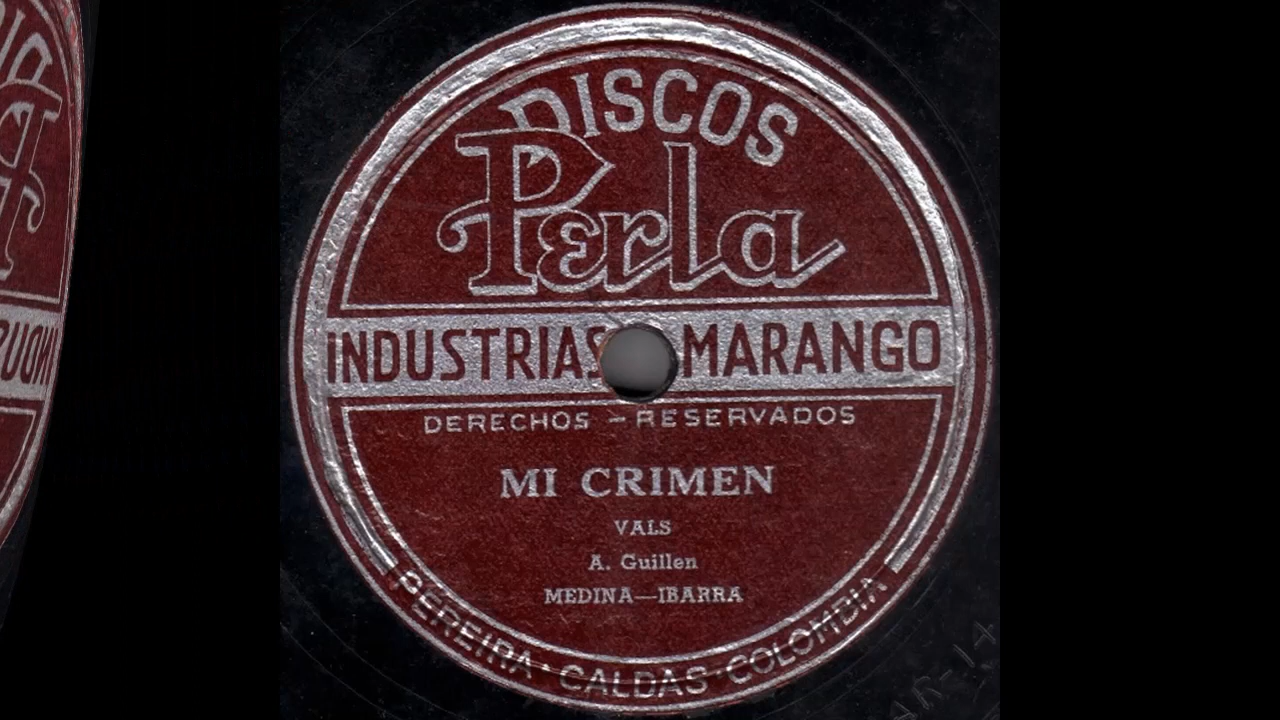 DISCOS
Perla
INDUSTRIAS MARANGO
DERECHOS - RESERVADOS
MI CRIMEN
VALS
A. Guillen
MEDINA—IBARRA
PEREIRA · CALDAS · COLOMBIA